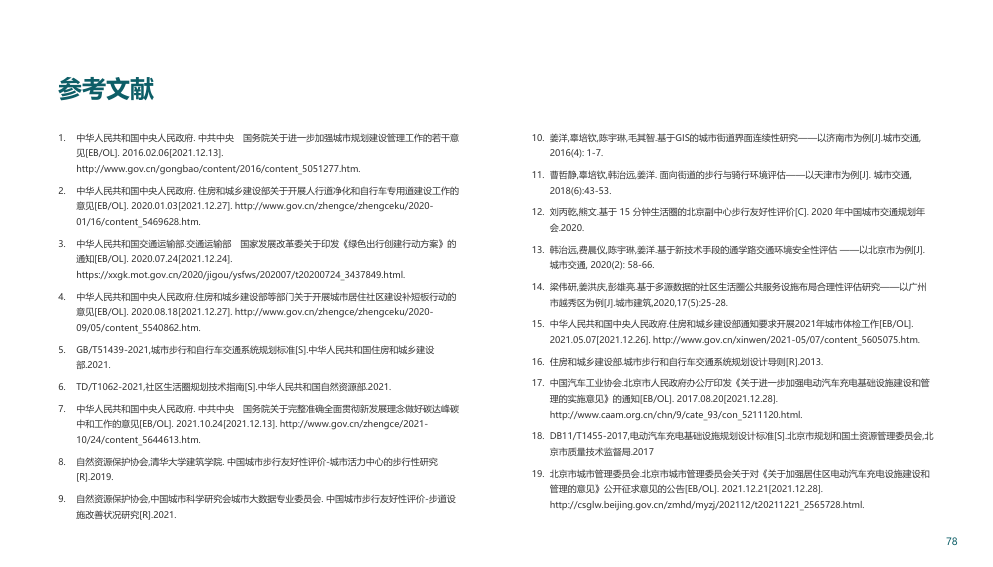 参考文献
1. 中华人民共和国中央人民政府. 中共中央　国务院关于进一步加强城市规划建设管理工作的若干意
见[EB/OL]. 2016.02.06[2021.12.13].
http://www.gov.cn/gongbao/content/2016/content_5051277.htm.
2. 中华人民共和国中央人民政府. 住房和城乡建设部关于开展人行道净化和自行车专用道建设工作的
意见[EB/OL]. 2020.01.03[2021.12.27]. http://www.gov.cn/zhengce/zhengceku/2020-
01/16/content_5469628.htm.
3. 中华人民共和国交通运输部.交通运输部　国家发展改革委关于印发《绿色出行创建行动方案》的
通知[EB/OL]. 2020.07.24[2021.12.24].
https://xxgk.mot.gov.cn/2020/jigou/ysfws/202007/t20200724_3437849.html.
4. 中华人民共和国中央人民政府.住房和城乡建设部等部门关于开展城市居住社区建设补短板行动的
意见[EB/OL]. 2020.08.18[2021.12.27]. http://www.gov.cn/zhengce/zhengceku/2020-
09/05/content_5540862.htm.
5. GB/T51439-2021,城市步行和自行车交通系统规划标准[S].中华人民共和国住房和城乡建设
部.2021.
6. TD/T1062-2021,社区生活圈规划技术指南[S].中华人民共和国自然资源部.2021.
7. 中华人民共和国中央人民政府. 中共中央　国务院关于完整准确全面贯彻新发展理念做好碳达峰碳
中和工作的意见[EB/OL]. 2021.10.24[2021.12.13]. http://www.gov.cn/zhengce/2021-
10/24/content_5644613.htm.
8. 自然资源保护协会,清华大学建筑学院. 中国城市步行友好性评价-城市活力中心的步行性研究
[R].2019.
9. 自然资源保护协会,中国城市科学研究会城市大数据专业委员会. 中国城市步行友好性评价-步道设
施改善状况研究[R].2021.
10. 姜洋,辜培钦,陈宇琳,毛其智.基于GIS的城市街道界面连续性研究——以济南市为例[J].城市交通,
2016(4): 1-7.
11. 曹哲静,辜培钦,韩治远,姜洋. 面向街道的步行与骑行环境评估——以天津市为例[J]. 城市交通,
2018(6):43-53.
12. 刘丙乾,熊文.基于 15 分钟生活圈的北京副中心步行友好性评价[C]. 2020 年中国城市交通规划年
会.2020.
13. 韩治远,费晨仪,陈宇琳,姜洋.基于新技术手段的通学路交通环境安全性评估 ——以北京市为例[J].
城市交通, 2020(2): 58-66.
14. 梁伟研,姜洪庆,彭雄亮.基于多源数据的社区生活圈公共服务设施布局合理性评估研究——以广州
市越秀区为例[J].城市建筑,2020,17(5):25-28.
15. 中华人民共和国中央人民政府.住房和城乡建设部通知要求开展2021年城市体检工作[EB/OL].
2021.05.07[2021.12.26]. http://www.gov.cn/xinwen/2021-05/07/content_5605075.htm.
16. 住房和城乡建设部.城市步行和自行车交通系统规划设计导则[R].2013.
17. 中国汽车工业协会.北京市人民政府办公厅印发《关于进一步加强电动汽车充电基础设施建设和管
理的实施意见》的通知[EB/OL]. 2017.08.20[2021.12.28].
http://www.caam.org.cn/chn/9/cate_93/con_5211120.html.
18. DB11/T1455-2017,电动汽车充电基础设施规划设计标准[S].北京市规划和国土资源管理委员会,北
京市质量技术监督局.2017
19. 北京市城市管理委员会.北京市城市管理委员会关于对《关于加强居住区电动汽车充电设施建设和
管理的意见》公开征求意见的公告[EB/OL]. 2021.12.21[2021.12.28].
http://csglw.beijing.gov.cn/zmhd/myzj/202112/t20211221_2565728.html.
78